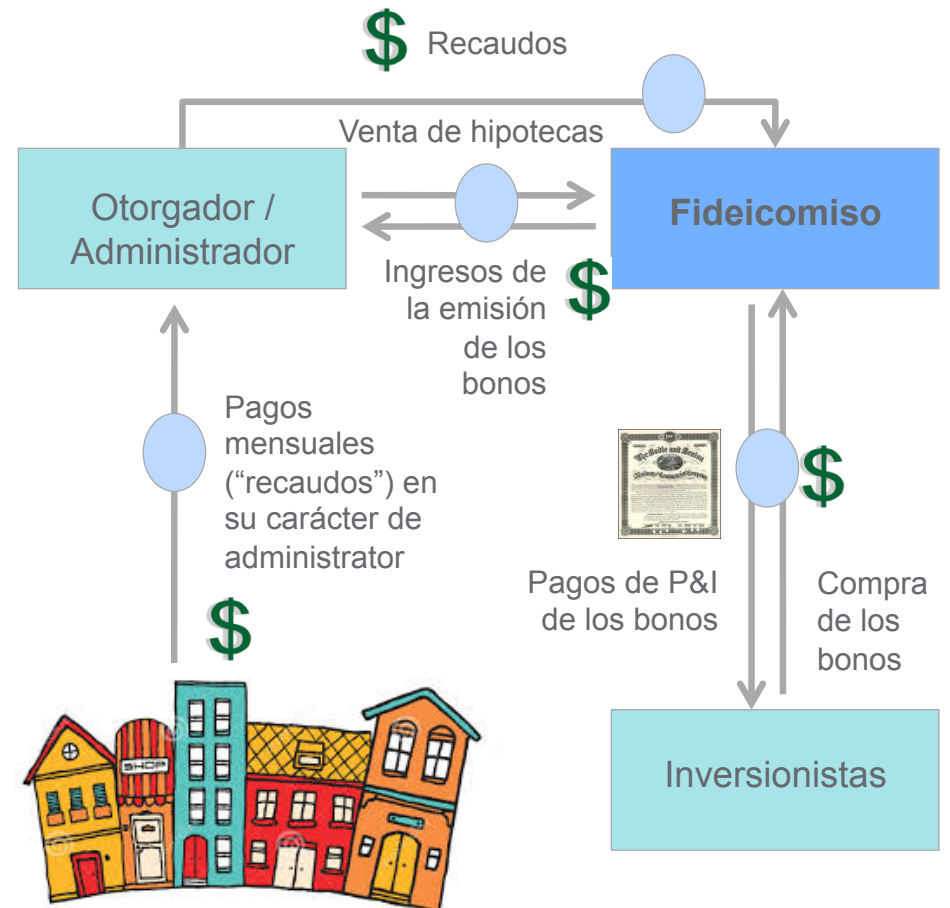 $ Recaudos
Venta de hipotecas
Otorgador /
Administrador
Fideicomiso
Ingresos de
la emisión
de los
bonos
$
Pagos
mensuales
(“recaudos”) en
su carácter de
administrator
$
$
Pagos de P&I
de los bonos
Compra
de los
bonos
Inversionistas
SHOP